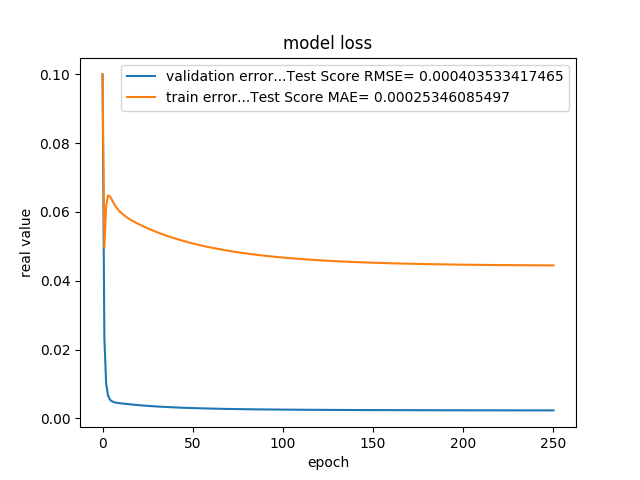 model loss
validation error...Test Score RMSE= 0.000403533417465
train error...Test Score MAE= 0.00025346085497
0.10
0.08
0.06
0.04
0.02
0.00
real value
0 50 100 150 200 250
epoch